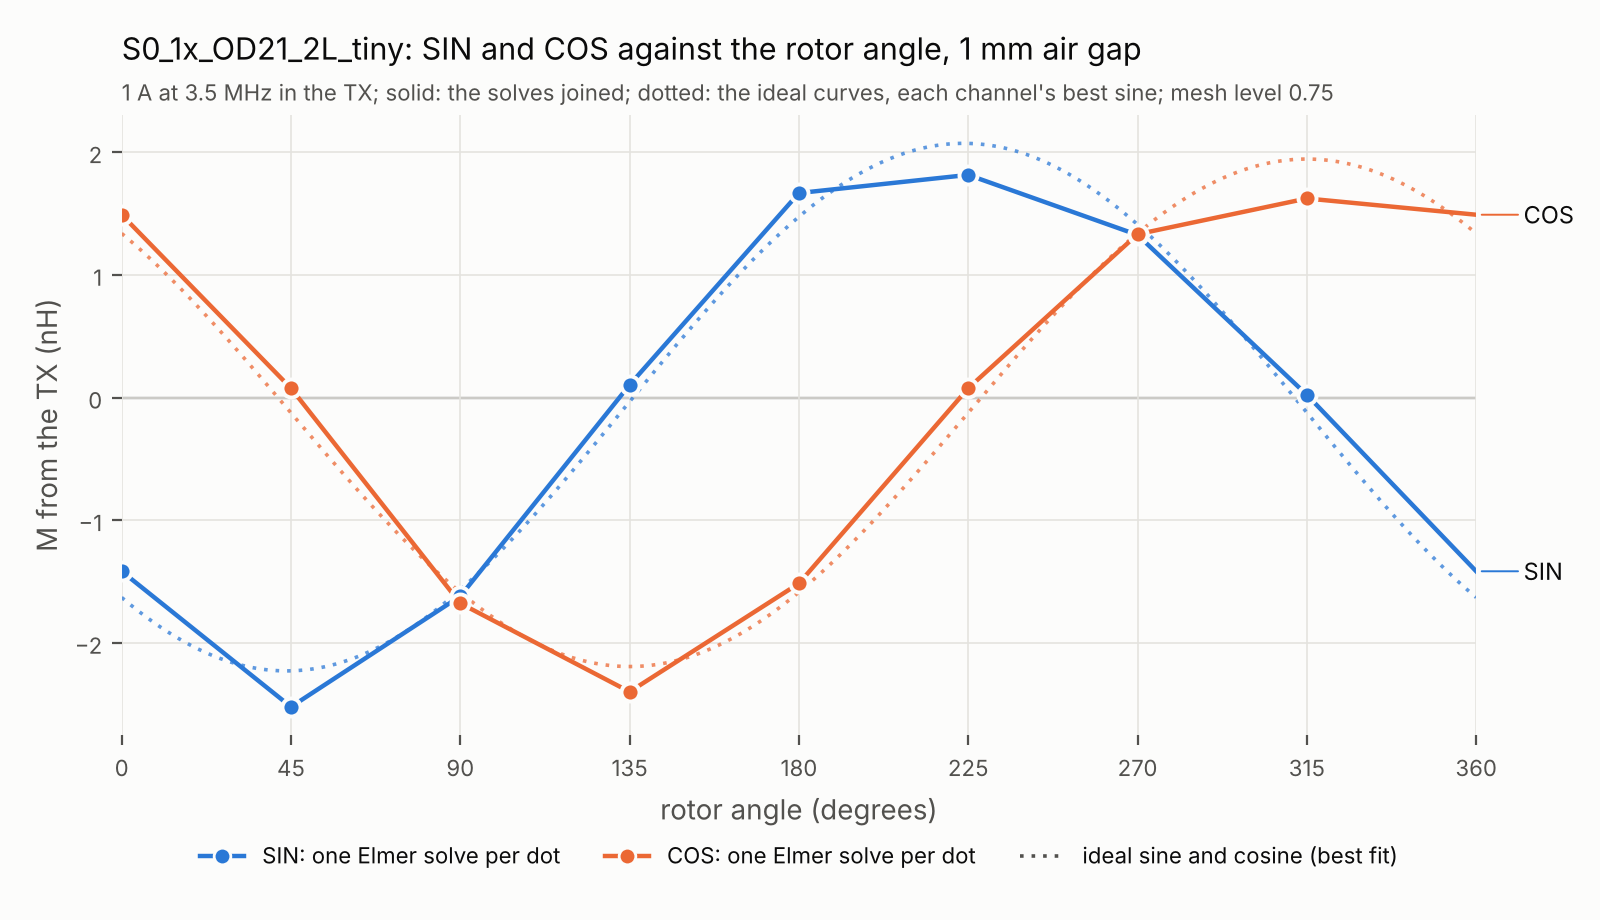 S0_1x_OD21_2L_tiny: SIN and COS against the rotor angle, 1 mm air gap
1 A at 3.5 MHz in the TX; solid: the solves joined; dotted: the ideal curves, each channel's best sine; mesh level 0.75
M from the TX (nH)
2
1
0
−1
−2
COS
SIN
0 45 90 135 180 225 270 315 360
rotor angle (degrees)
SIN: one Elmer solve per dot COS: one Elmer solve per dot ideal sine and cosine (best fit)